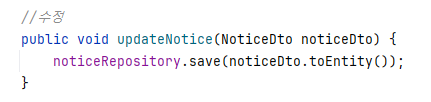 //수정
public void updateNotice(NoticeDto noticeDto) {
    noticeRepository.save(noticeDto.toEntity());
}